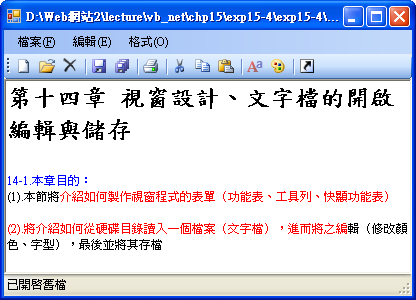 D:\Web網站2\lecture\vb_net\chp15\exp15-4\exp15-4\...
檔案(F) 編輯(E) 格式(O)
第十四章 視窗設計、文字檔的開啟
編輯與儲存
14-1.本章目的：
(1).本節將介紹如何製作視窗程式的表單（功能表、工具列、快顯功能表）
(2).將介紹如何從硬碟目錄讀入一個檔案（文字檔），進而將之編輯（修改顏
色、字型），最後並將其存檔
已開啓舊檔